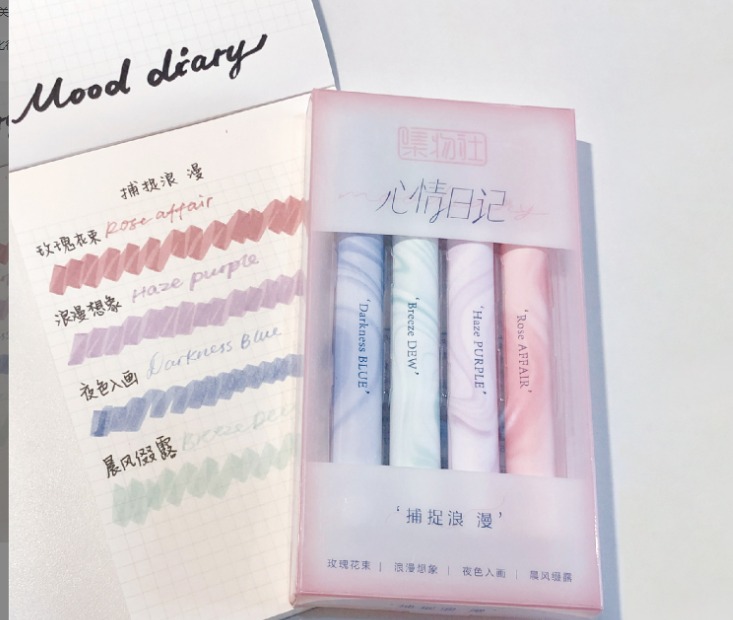 Mood diary
捕捉浪 漫
玫瑰花束 Rose affair
浪漫想象 Haze purple
夜色入画 Darkness Blue
晨风缀露 Breeze Dew
集物社
心情日记
'Darkness BLUE'
'Breeze DEW'
'Haze PURPLE'
'Rose AFFAIR'
'捕捉浪 漫'
玫瑰花束 | 浪漫想象 | 夜色入画 | 晨风缀露